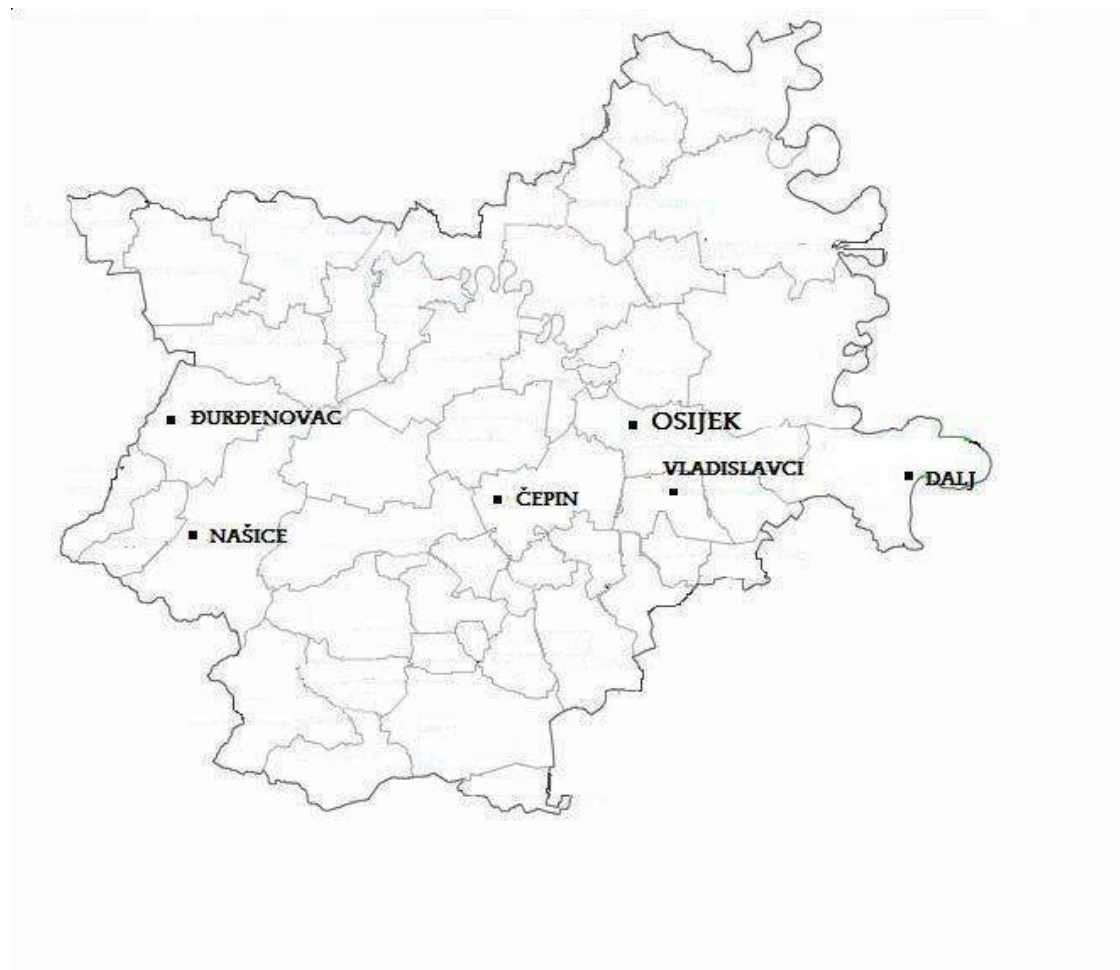 ĐURĐENOVAC
OSIJEK
VLADISLAVCI
DALJ
ČEPIN
NAŠICE